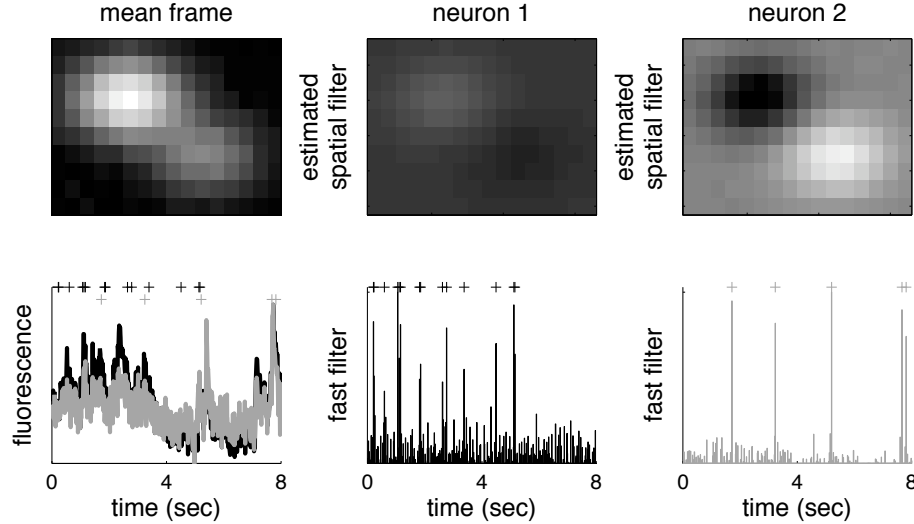 mean frame
neuron 1
neuron 2
estimated
spatial filter
estimated
spatial filter
fluorescence
0
4
8
time (sec)
fast filter
0
4
8
time (sec)
fast filter
0
4
8
time (sec)